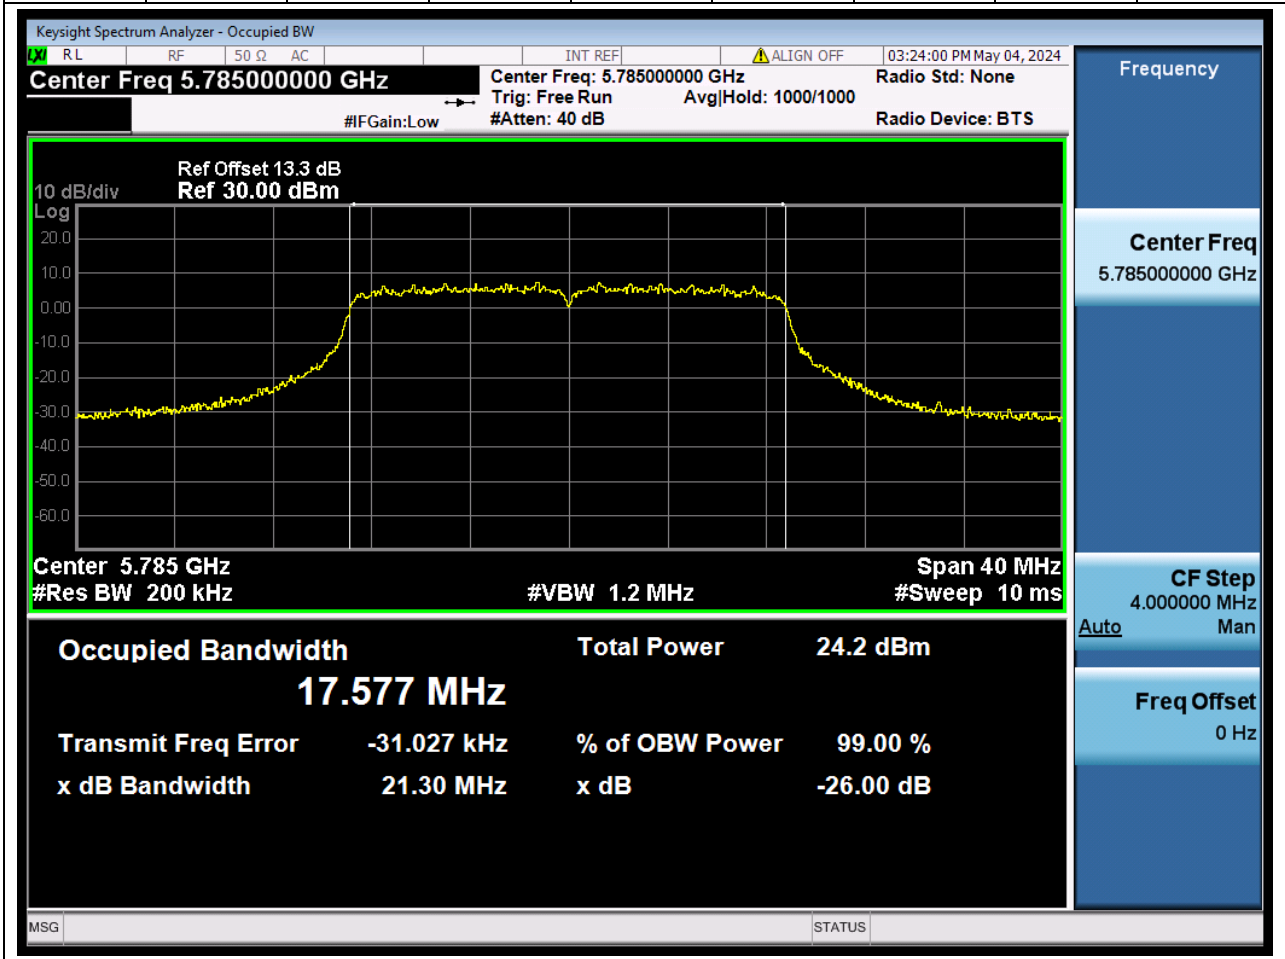 Keysight Spectrum Analyzer - Occupied BW
LXI RL RF 50 Ω AC INT REF ALIGN OFF 03:24:00 PM May 04, 2024
Center Freq 5.785000000 GHz
Center Freq: 5.785000000 GHz
Radio Std: None
Trig: Free Run Avg|Hold: 1000/1000
#IFGain:Low
#Atten: 40 dB
Radio Device: BTS
Ref Offset 13.3 dB
10 dB/div Ref 30.00 dBm
Log
20.0
10.0
0.00
-10.0
-20.0
-30.0
-40.0
-50.0
-60.0
Center 5.785 GHz Span 40 MHz
#Res BW 200 kHz #VBW 1.2 MHz #Sweep 10 ms
Occupied Bandwidth Total Power 24.2 dBm
17.577 MHz
Transmit Freq Error -31.027 kHz % of OBW Power 99.00 %
x dB Bandwidth 21.30 MHz x dB -26.00 dB
Frequency
Center Freq
5.785000000 GHz
CF Step
4.000000 MHz
Auto Man
Freq Offset
0 Hz
MSG STATUS